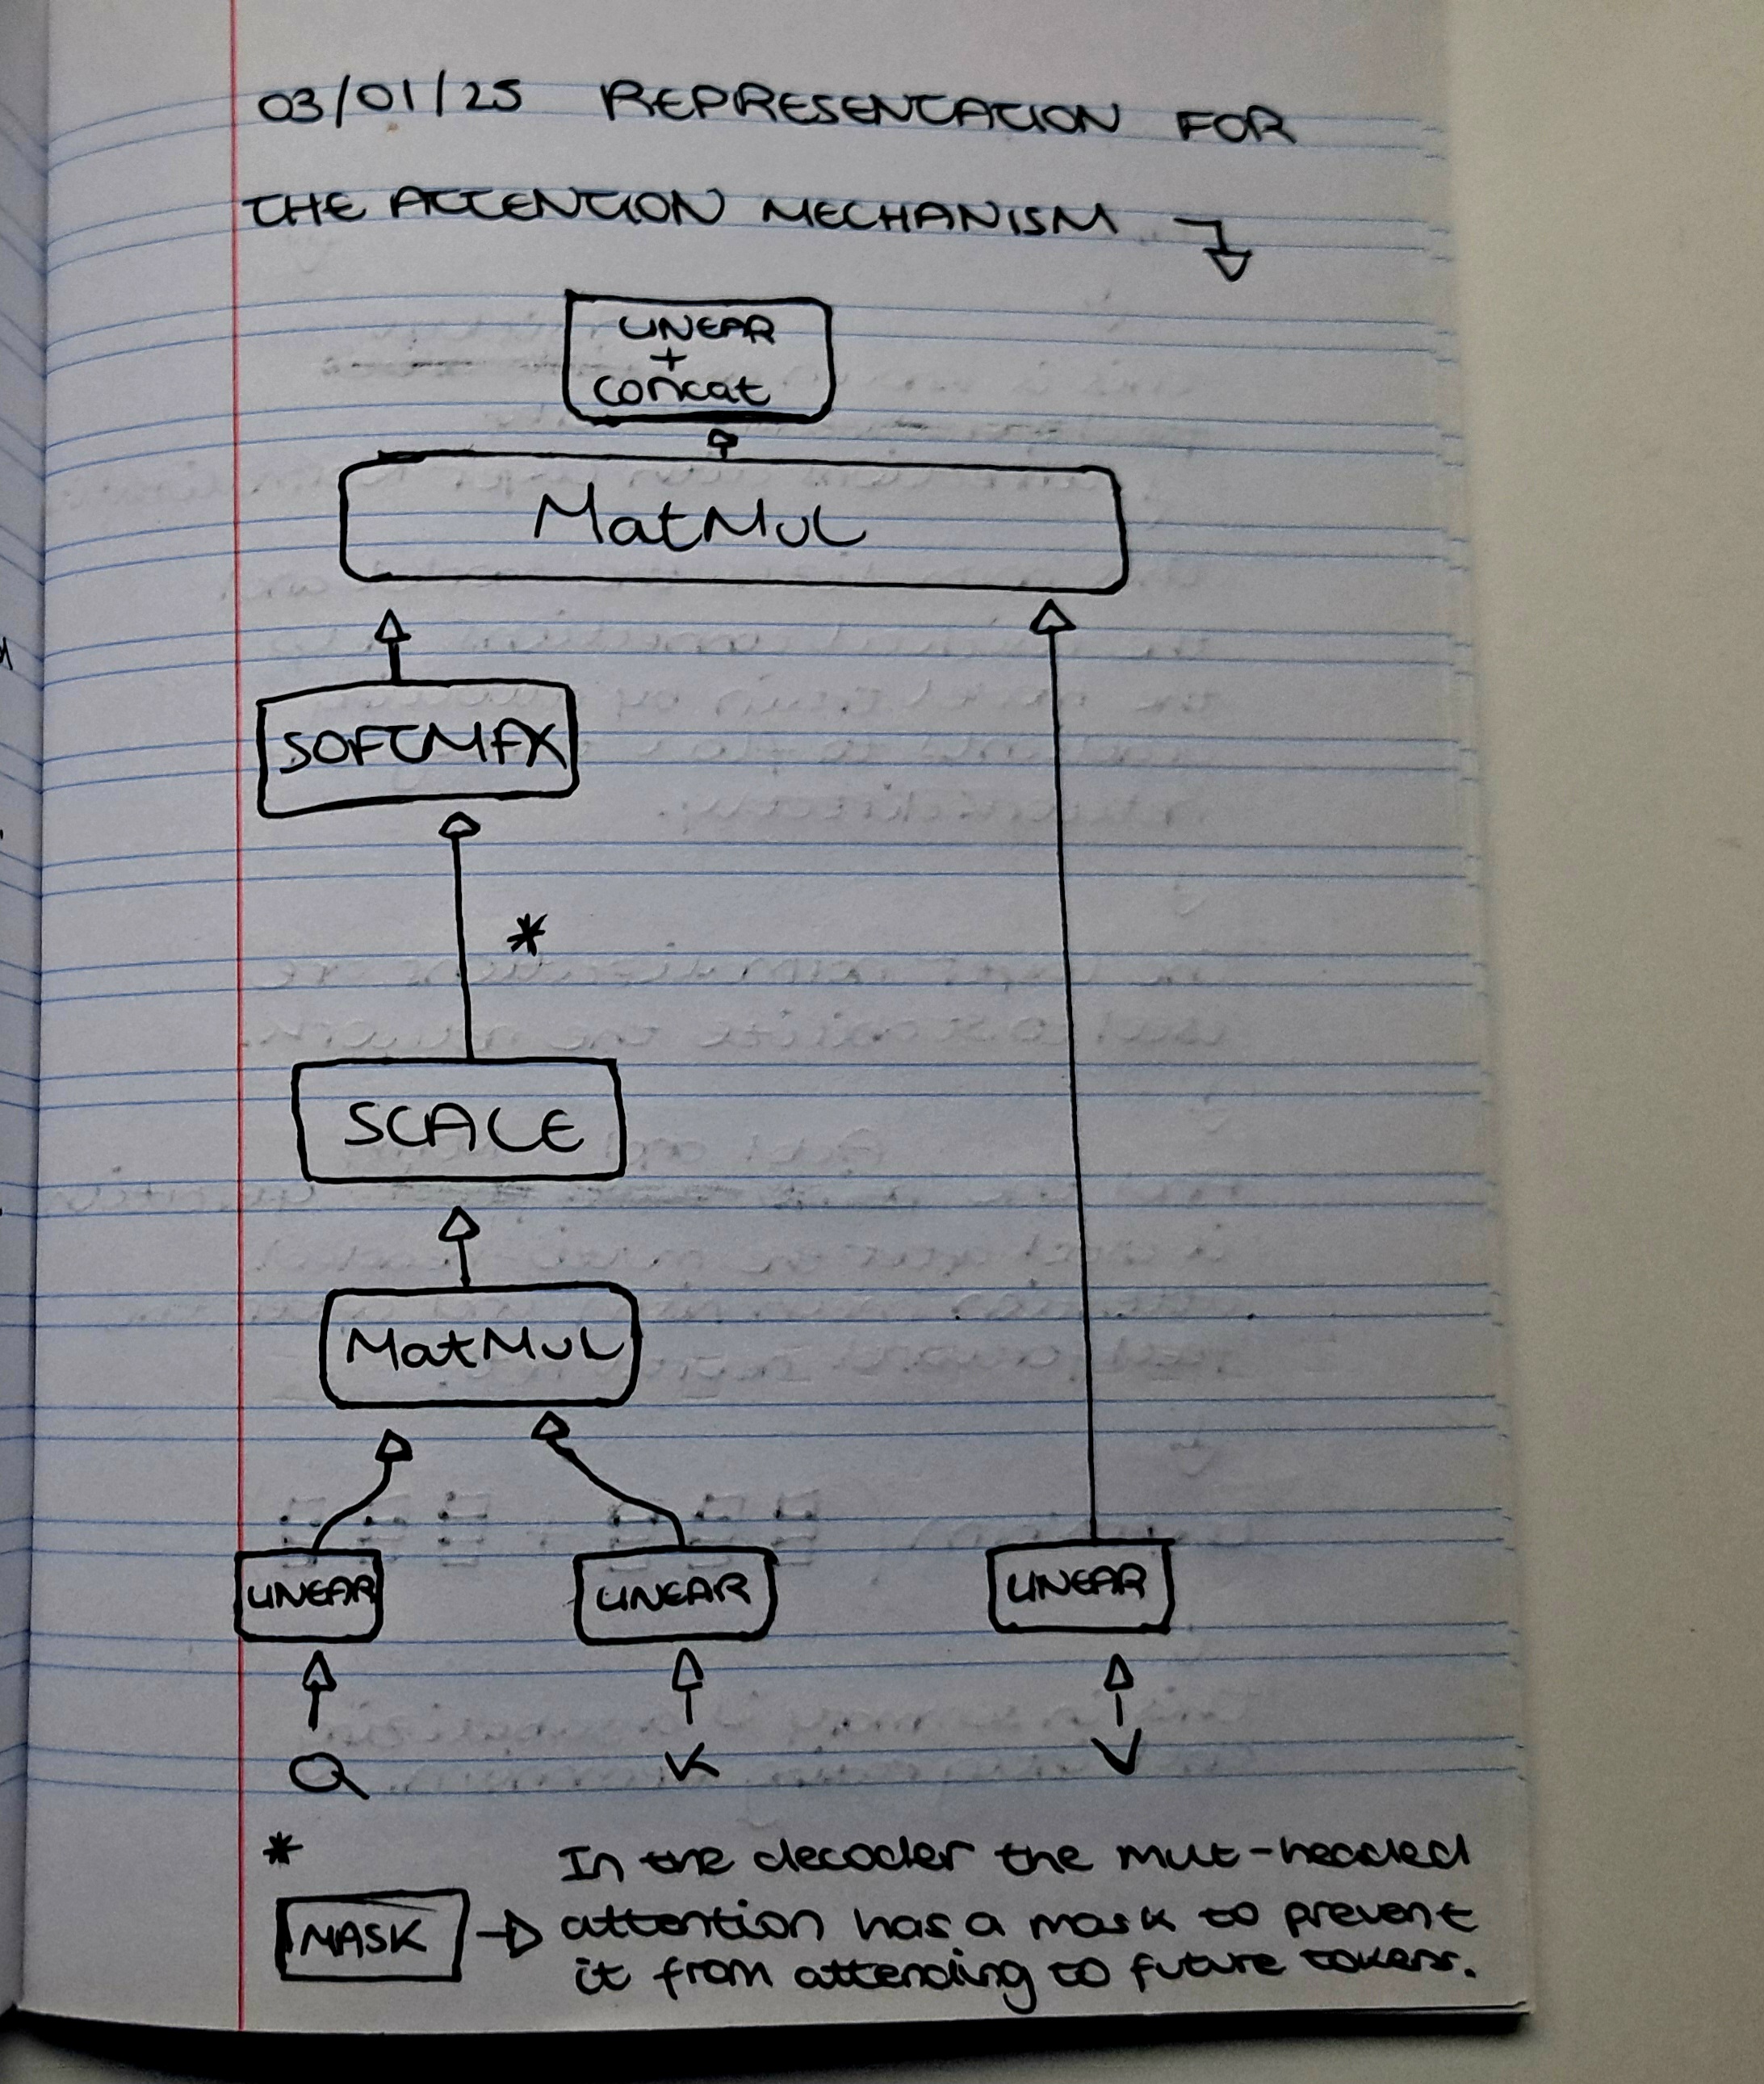 03/01/25 REPRESENTATION FOR
THE ATTENTION MECHANISM
LINEAR
+
concat
MatMul
SOFTMAX
*
SCALE
MatMul
LINEAR LINEAR LINEAR
Q K V
*
In the decoder the mult-headed
MASK attention has a mask to prevent
it from attending to future tokens.